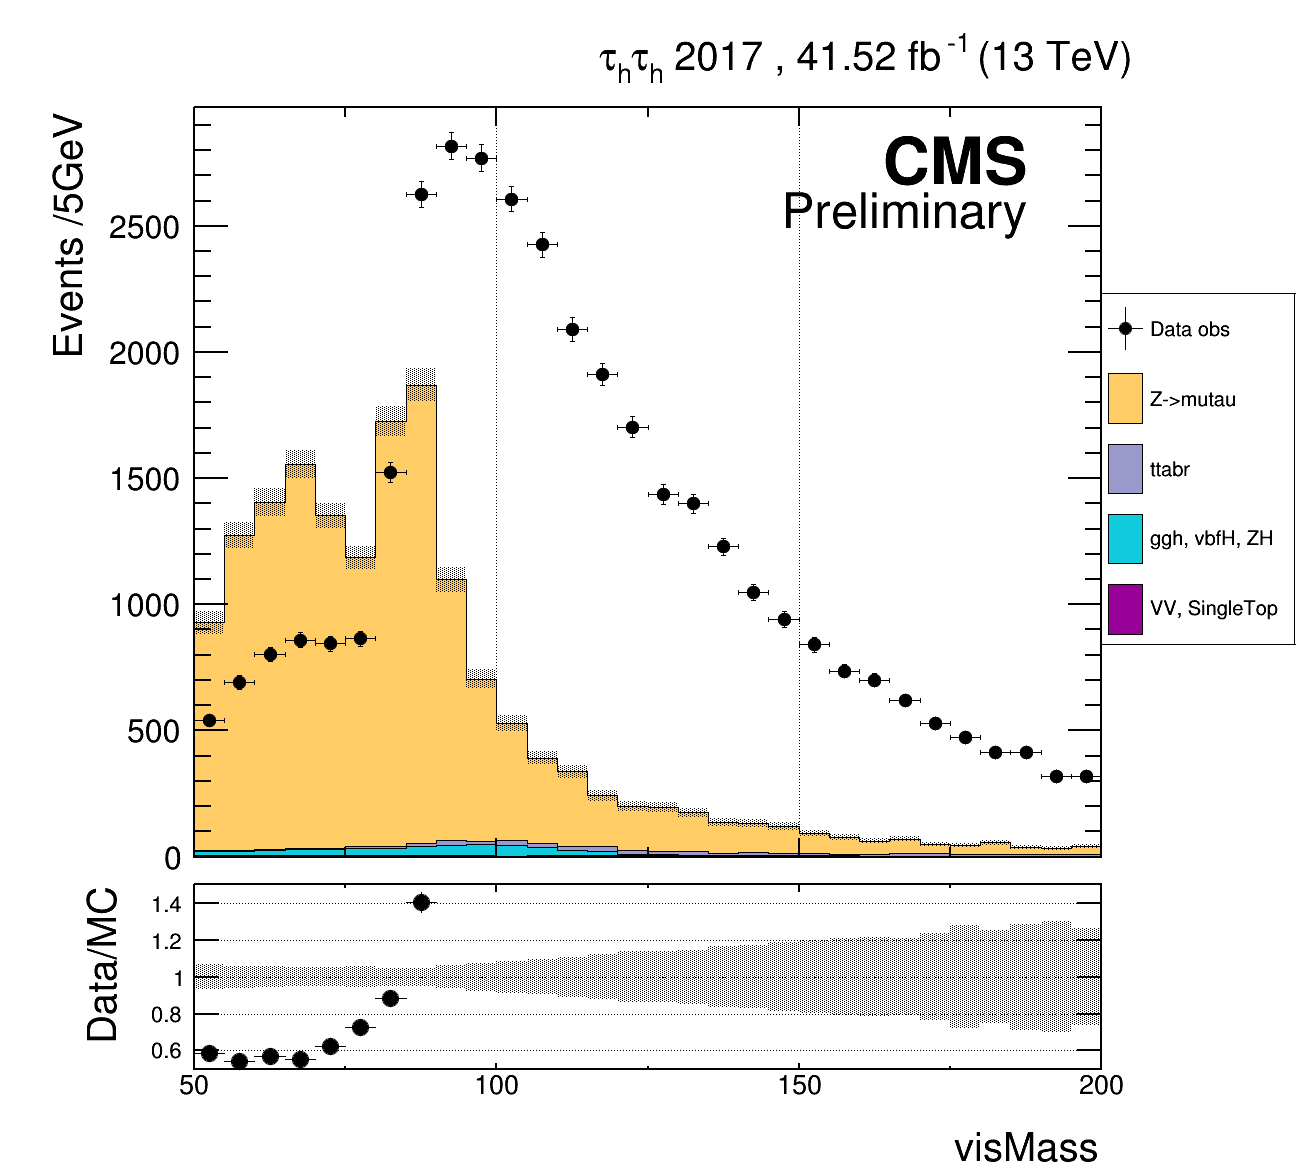 τhτh 2017 , 41.52 fb-1 (13 TeV)
CMS
Preliminary
Events /5GeV
2500
2000
1500
1000
500
0
Data obs
Z->mutau
ttabr
ggh, vbfH, ZH
VV, SingleTop
Data/MC
1.4
1.2
1
0.8
0.6
50 100 150 200
visMass